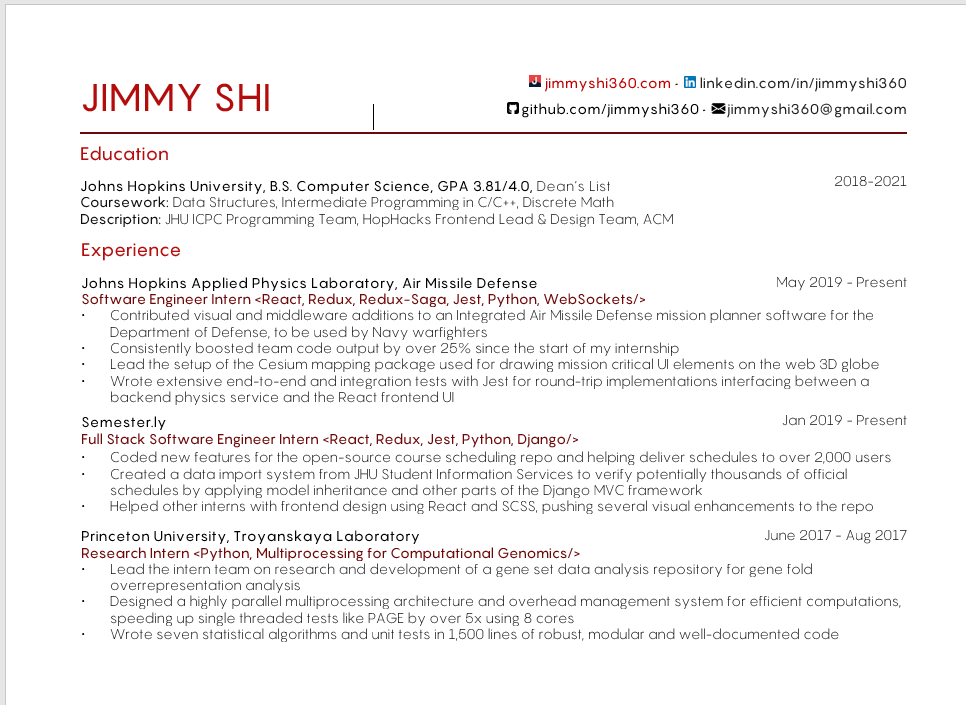 JIMMY SHI
jimmyshi360.com - linkedin.com/in/jimmyshi360
github.com/jimmyshi360 - jimmyshi360@gmail.com
Education
Johns Hopkins University, B.S. Computer Science, GPA 3.81/4.0, Dean's List 2018-2021
Coursework: Data Structures, Intermediate Programming in C/C++, Discrete Math
Description: JHU ICPC Programming Team, HopHacks Frontend Lead & Design Team, ACM
Experience
Johns Hopkins Applied Physics Laboratory, Air Missile Defense May 2019 - Present
Software Engineer Intern <React, Redux, Redux-Saga, Jest, Python, WebSockets/>
• Contributed visual and middleware additions to an Integrated Air Missile Defense mission planner software for the
Department of Defense, to be used by Navy warfighters
• Consistently boosted team code output by over 25% since the start of my internship
• Lead the setup of the Cesium mapping package used for drawing mission critical UI elements on the web 3D globe
• Wrote extensive end-to-end and integration tests with Jest for round-trip implementations interfacing between a
backend physics service and the React frontend UI
Semester.ly Jan 2019 - Present
Full Stack Software Engineer Intern <React, Redux, Jest, Python, Django/>
• Coded new features for the open-source course scheduling repo and helping deliver schedules to over 2,000 users
• Created a data import system from JHU Student Information Services to verify potentially thousands of official
schedules by applying model inheritance and other parts of the Django MVC framework
• Helped other interns with frontend design using React and SCSS, pushing several visual enhancements to the repo
Princeton University, Troyanskaya Laboratory June 2017 - Aug 2017
Research Intern <Python, Multiprocessing for Computational Genomics/>
• Lead the intern team on research and development of a gene set data analysis repository for gene fold
overrepresentation analysis
• Designed a highly parallel multiprocessing architecture and overhead management system for efficient computations,
speeding up single threaded tests like PAGE by over 5x using 8 cores
• Wrote seven statistical algorithms and unit tests in 1,500 lines of robust, modular and well-documented code